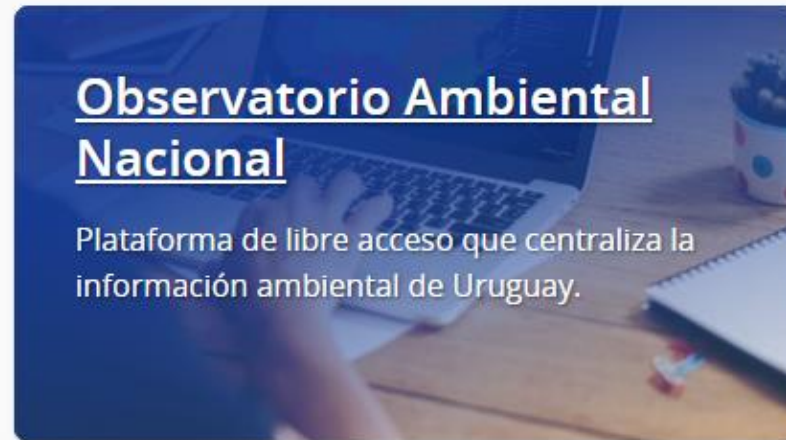 Observatorio Ambiental
Nacional
Plataforma de libre acceso que centraliza la
información ambiental de Uruguay.